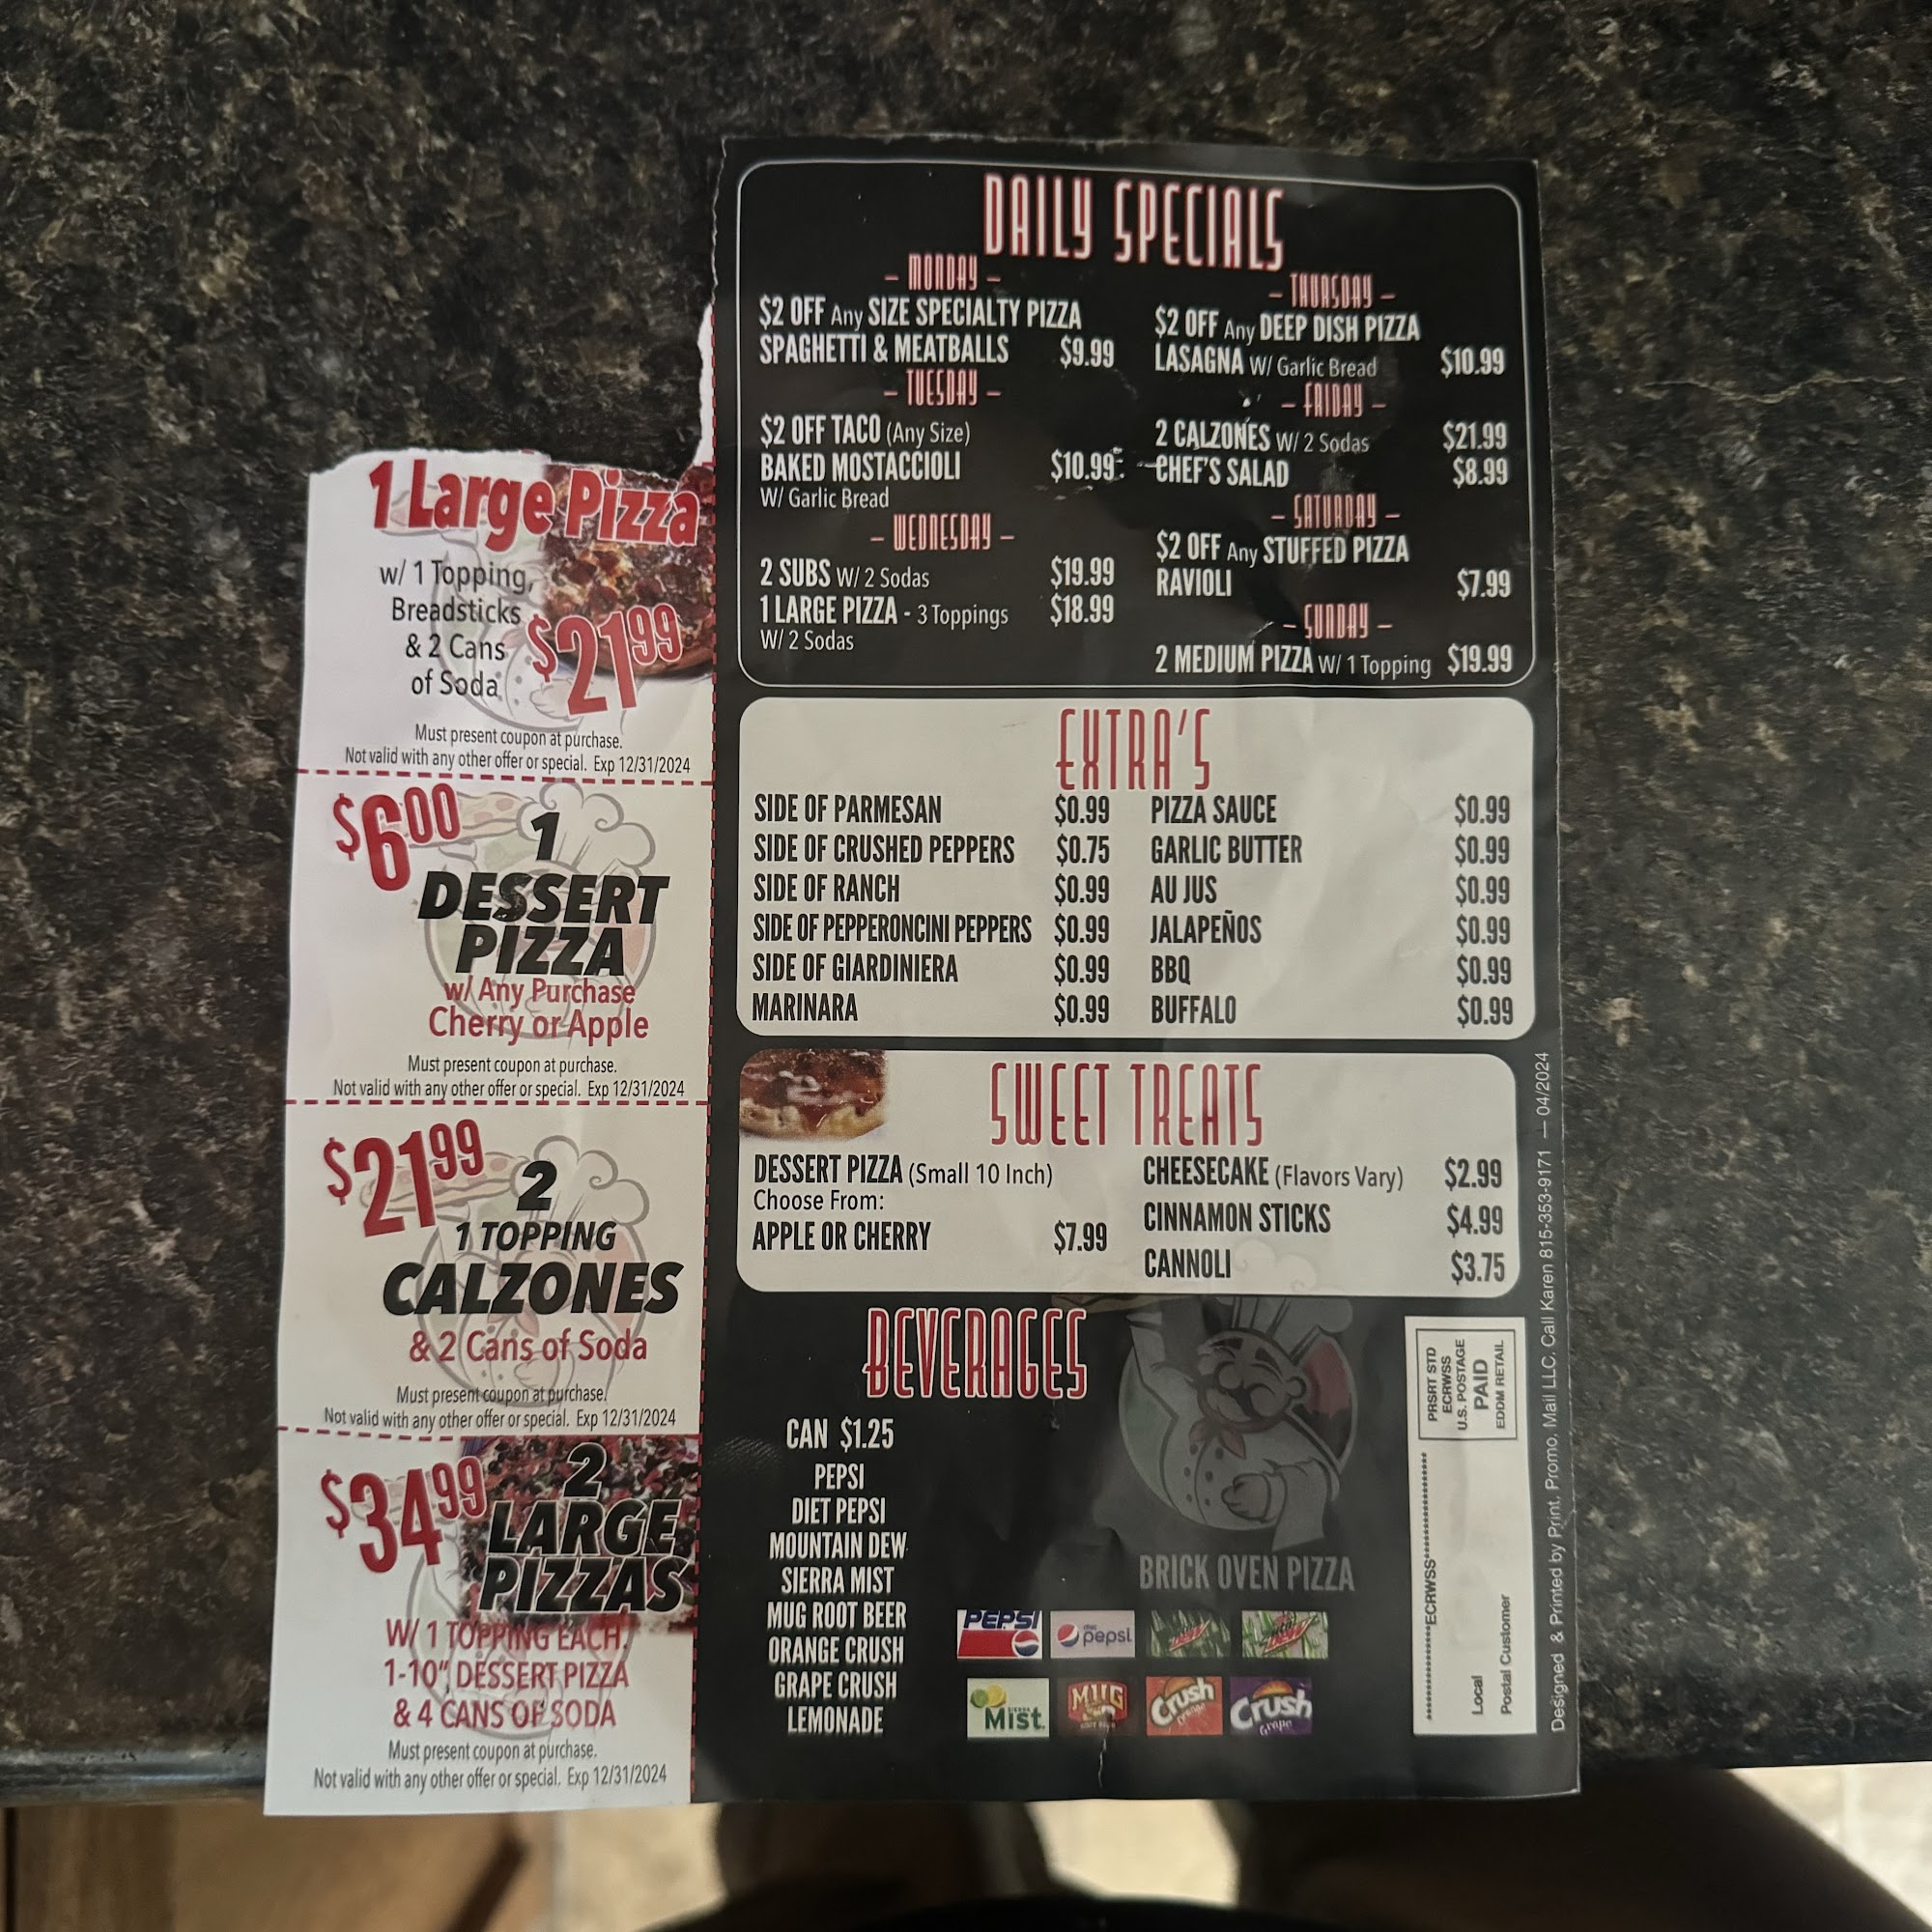 1 Large Pizza
w/ 1 Topping,
Breadsticks
& 2 Cans
of Soda
$21.99
Must present coupon at purchase.
Not valid with any other offer or special. Exp 12/31/2024
$6.00
1
DESSERT
PIZZA
w/ Any Purchase
Cherry or Apple
Must present coupon at purchase.
Not valid with any other offer or special. Exp 12/31/2024
$21.99
2
1 TOPPING
CALZONES
& 2 Cans of Soda
Must present coupon at purchase.
Not valid with any other offer or special. Exp 12/31/2024
$34.99
2
LARGE
PIZZAS
W/ 1 TOPPING EACH.
1-10" DESSERT PIZZA
& 4 CANS OF SODA
Must present coupon at purchase.
Not valid with any other offer or special. Exp 12/31/2024
DAILY SPECIALS
- MONDAY -
$2 OFF Any SIZE SPECIALTY PIZZA
SPAGHETTI & MEATBALLS $9.99
- TUESDAY -
$2 OFF TACO (Any Size)
BAKED MOSTACCIOLI $10.99
W/ Garlic Bread
- WEDNESDAY -
2 SUBS W/ 2 Sodas $19.99
1 LARGE PIZZA - 3 Toppings $18.99
W/ 2 Sodas
- THURSDAY -
$2 OFF Any DEEP DISH PIZZA
LASAGNA W/ Garlic Bread $10.99
- FRIDAY -
2 CALZONES W/ 2 Sodas $21.99
CHEF'S SALAD $8.99
- SATURDAY -
$2 OFF Any STUFFED PIZZA
RAVIOLI $7.99
- SUNDAY -
2 MEDIUM PIZZA W/ 1 Topping $19.99
EXTRA'S
SIDE OF PARMESAN $0.99
SIDE OF CRUSHED PEPPERS $0.75
SIDE OF RANCH $0.99
SIDE OF PEPPERONCINI PEPPERS $0.99
SIDE OF GIARDINIERA $0.99
MARINARA $0.99
PIZZA SAUCE $0.99
GARLIC BUTTER $0.99
AU JUS $0.99
JALAPEÑOS $0.99
BBQ $0.99
BUFFALO $0.99
SWEET TREATS
DESSERT PIZZA (Small 10 Inch)
Choose From:
APPLE OR CHERRY $7.99
CHEESECAKE (Flavors Vary) $2.99
CINNAMON STICKS $4.99
CANNOLI $3.75
BEVERAGES
CAN $1.25
PEPSI
DIET PEPSI
MOUNTAIN DEW
SIERRA MIST
MUG ROOT BEER
ORANGE CRUSH
GRAPE CRUSH
LEMONADE
BRICK OVEN PIZZA
PEPSI
pepsi
Mist
MUG
Crush
Crush
Grape
PRSRT STD
ECRWSS
U.S. POSTAGE
PAID
EDDM RETAIL
**************ECRWSS**************
Local
Postal Customer
Designed & Printed by Print, Promo, Mail LLC, Call Karen 815-353-9171 — 04/2024